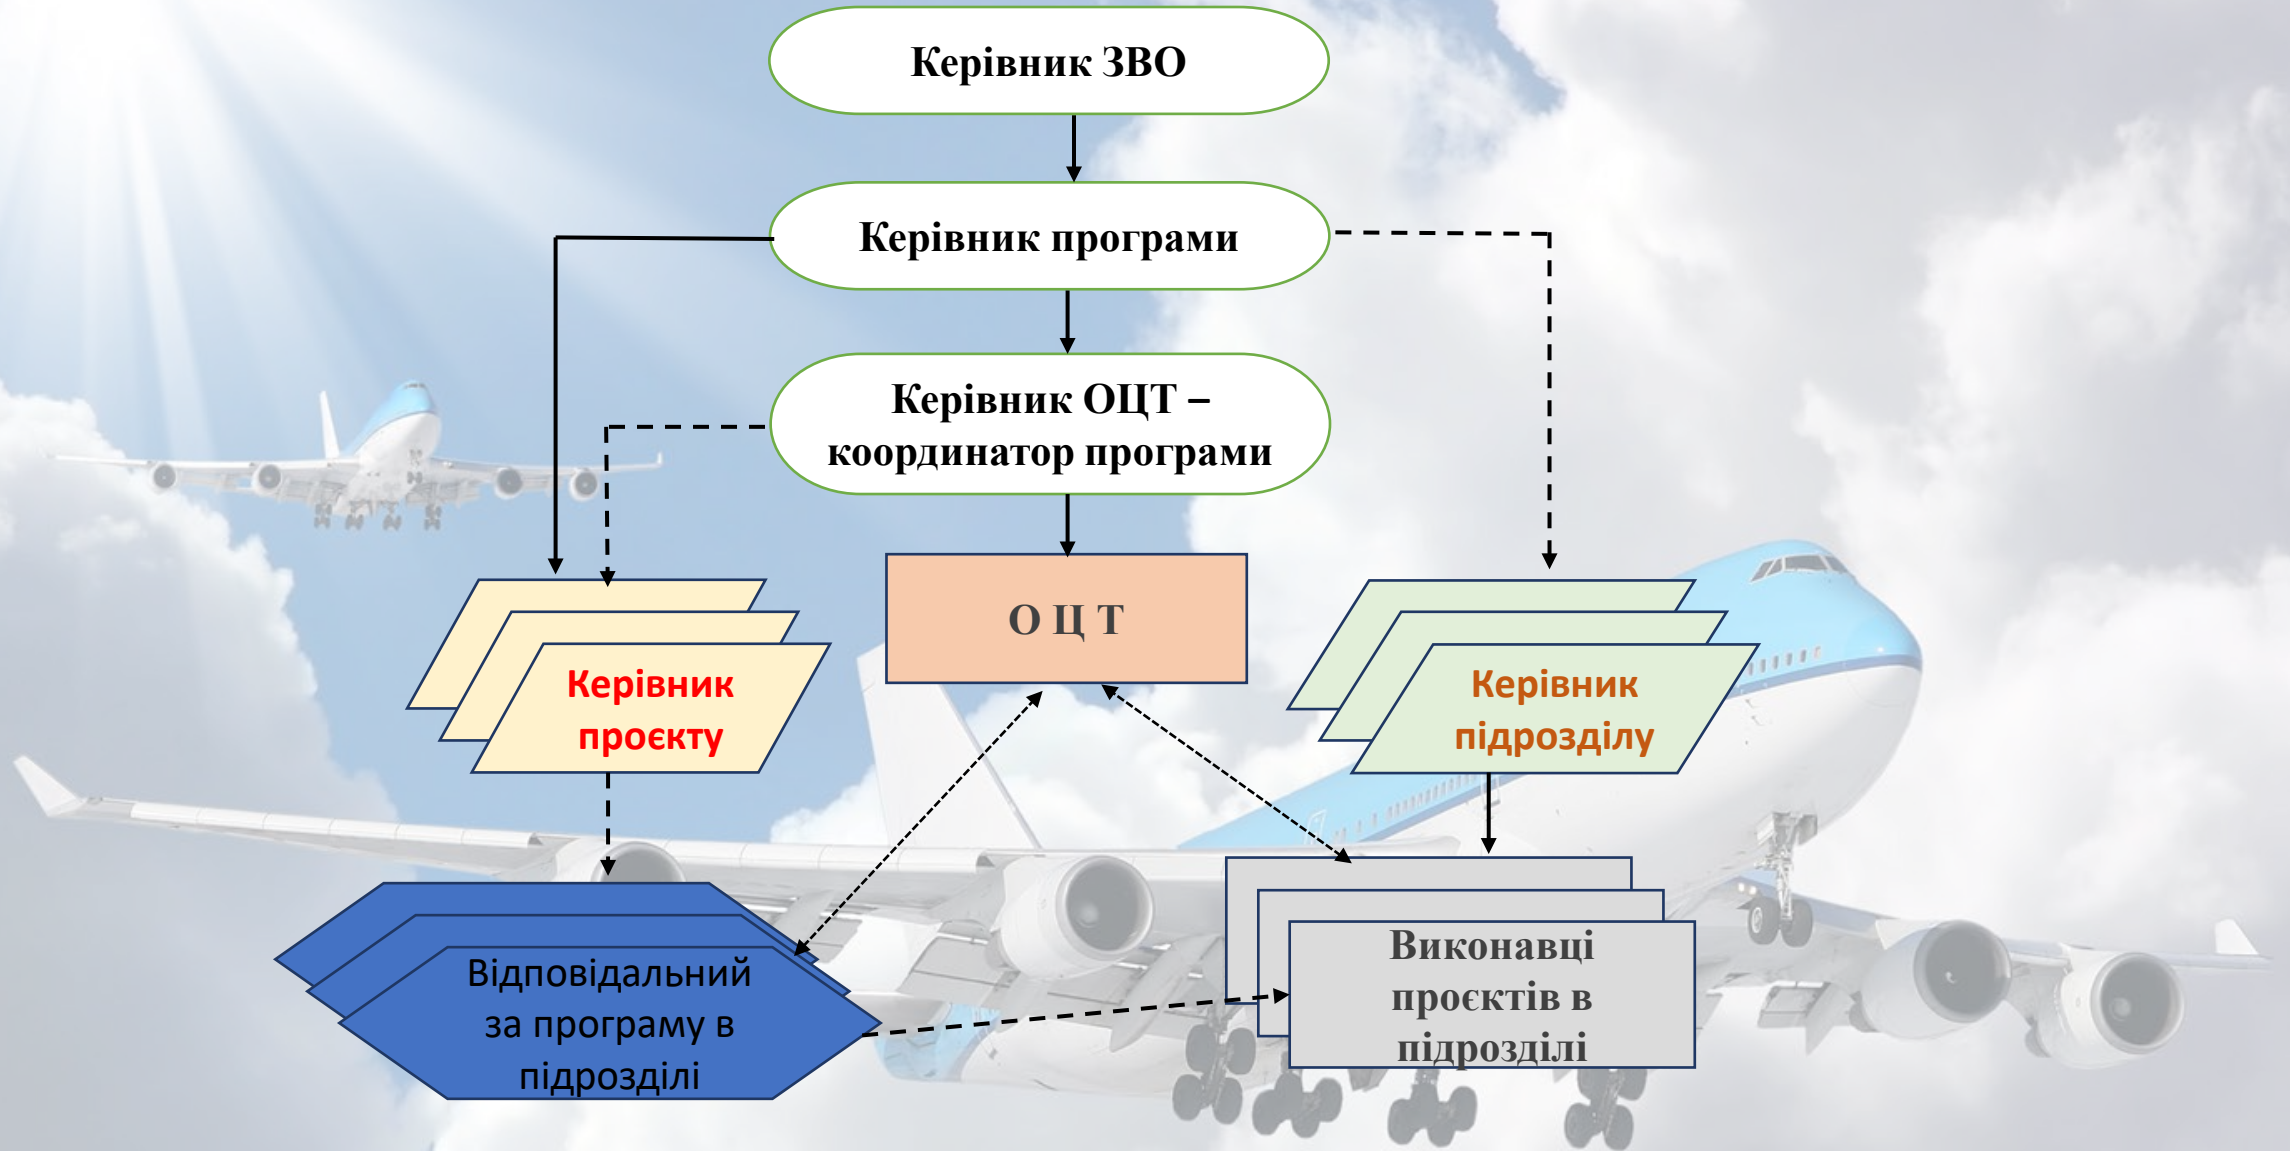 Керівник ЗВО
Керівник програми
Керівник ОЦТ –
координатор програми
О Ц Т
Керівник
проєкту
Керівник
підрозділу
Відповідальний
за програму в
підрозділі
Виконавці
проєктів в
підрозділі